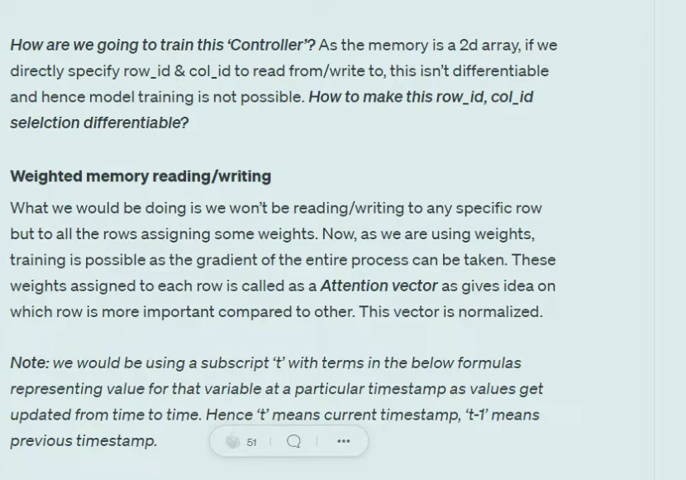 How are we going to train this ‘Controller’? As the memory is a 2d array, if we
directly specify row_id & col_id to read from/write to, this isn’t differentiable
and hence model training is not possible. How to make this row_id, col_id
selelction differentiable?
Weighted memory reading/writing
What we would be doing is we won’t be reading/writing to any specific row
but to all the rows assigning some weights. Now, as we are using weights,
training is possible as the gradient of the entire process can be taken. These
weights assigned to each row is called as a Attention vector as gives idea on
which row is more important compared to other. This vector is normalized.
Note: we would be using a subscript ‘t’ with terms in the below formulas
representing value for that variable at a particular timestamp as values get
updated from time to time. Hence ‘t’ means current timestamp, ‘t-1’ means
previous timestamp.
51